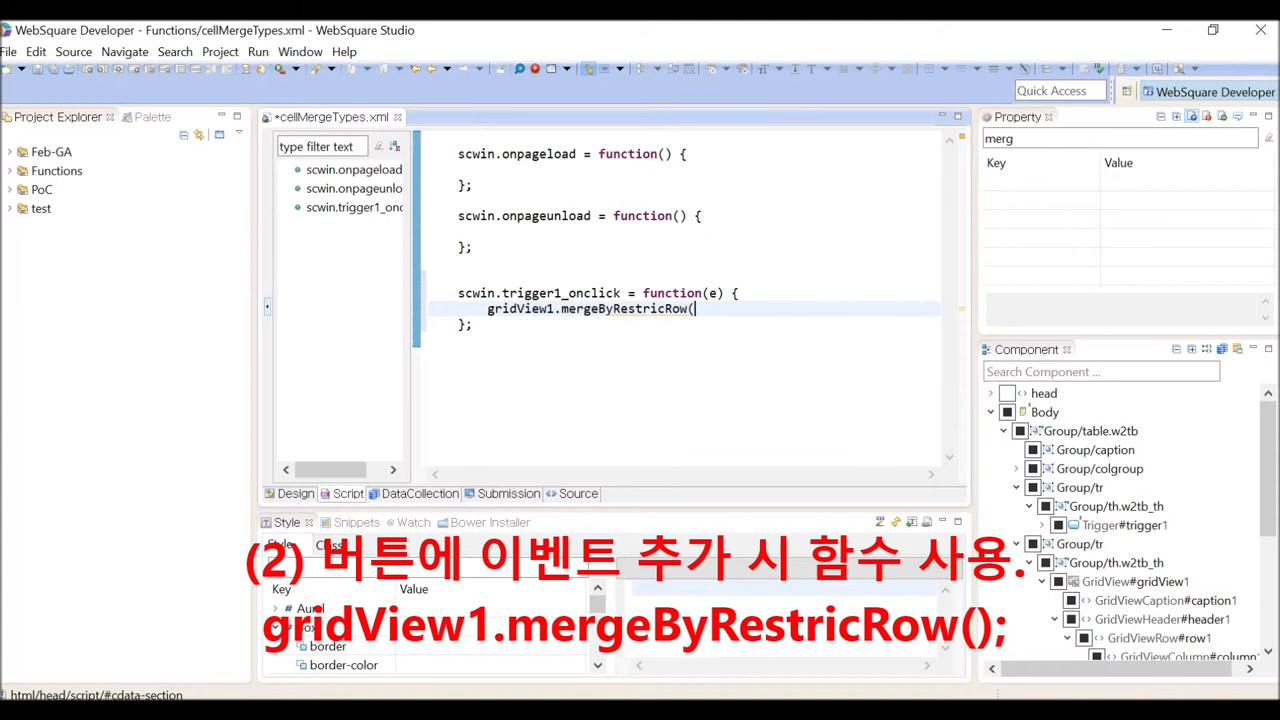 WebSquare Developer - Functions/cellMergeTypes.xml - WebSquare Studio
File Edit Source Navigate Search Project Run Window Help
Quick Access
WebSquare Developer
Project Explorer
Palette
Feb-GA
Functions
PoC
test
*cellMergeTypes.xml
type filter text
scwin.onpageload
scwin.onpageunlo
scwin.trigger1_on
scwin.onpageload = function() {
};
scwin.onpageunload = function() {
};
scwin.trigger1_onclick = function(e) {
gridView1.mergeByRestricRow(
};
Design Script DataCollection Submission Source
Property
merg
Key Value
Component
Search Component ...
head
Body
Group/table.w2tb
Group/caption
Group/colgroup
Group/tr
Group/th.w2tb_th
Trigger#trigger1
Group/tr
Group/th.w2tb_th
GridView#gridView1
GridViewCaption#caption1
GridViewHeader#header1
GridViewRow#row1
GridViewColumn#column
Style Snippets Watch Bower Installer
Style
Key Value
border
border-color
(2) 버튼에 이벤트 추가 시 함수 사용.
gridView1.mergeByRestricRow();
html/head/script/#cdata-section